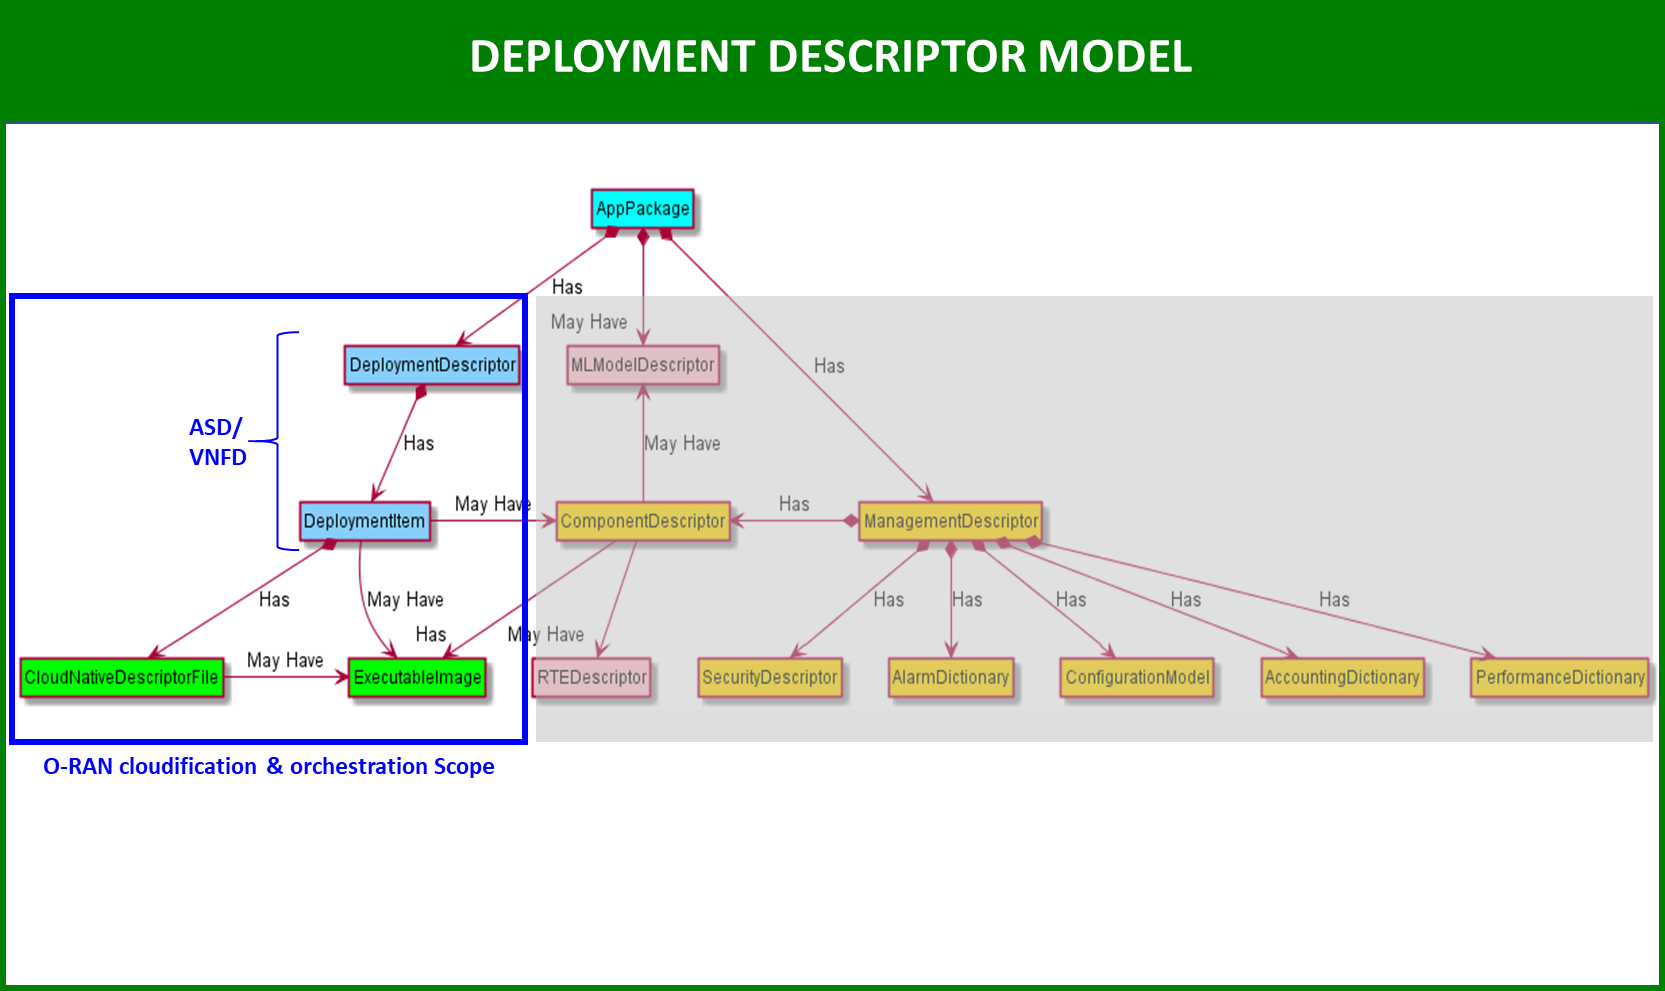 DEPLOYMENT DESCRIPTOR MODEL
AppPackage
Has
May Have
Has
DeploymentDescriptor
MLModelDescriptor
ASD/
VNFD
Has
May Have
May Have
Has
DeploymentItem
ComponentDescriptor
ManagementDescriptor
Has
May Have
Has
May Have
Has
Has
Has
Has
Has
May Have
CloudNativeDescriptorFile
ExecutableImage
RTEDescriptor
SecurityDescriptor
AlarmDictionary
ConfigurationModel
AccountingDictionary
PerformanceDictionary
O-RAN cloudification & orchestration Scope